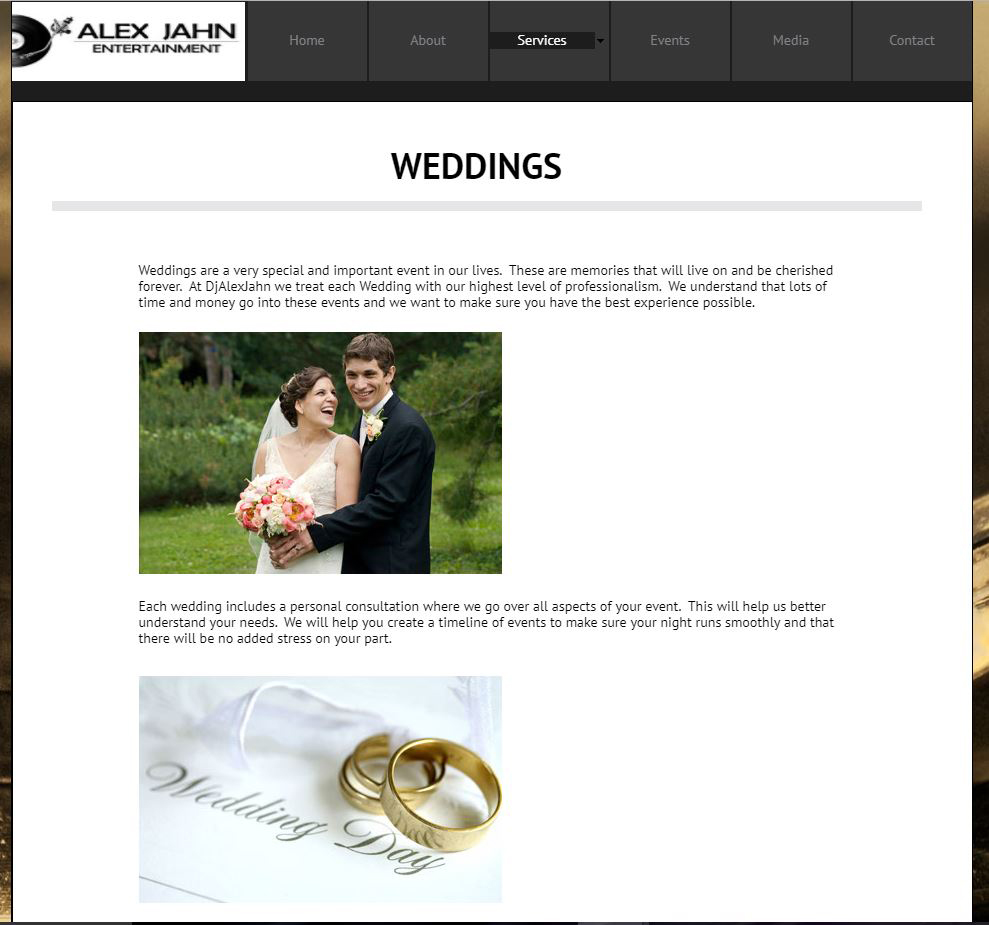 ALEX JAHN
ENTERTAINMENT
Home
About
Services
Events
Media
Contact
WEDDINGS
Weddings are a very special and important event in our lives.  These are memories that will live on and be cherished
forever.  At DjAlexJahn we treat each Wedding with our highest level of professionalism.  We understand that lots of
time and money go into these events and we want to make sure you have the best experience possible.
Each wedding includes a personal consultation where we go over all aspects of your event.  This will help us better
understand your needs.  We will help you create a timeline of events to make sure your night runs smoothly and that
there will be no added stress on your part.
Wedding Day